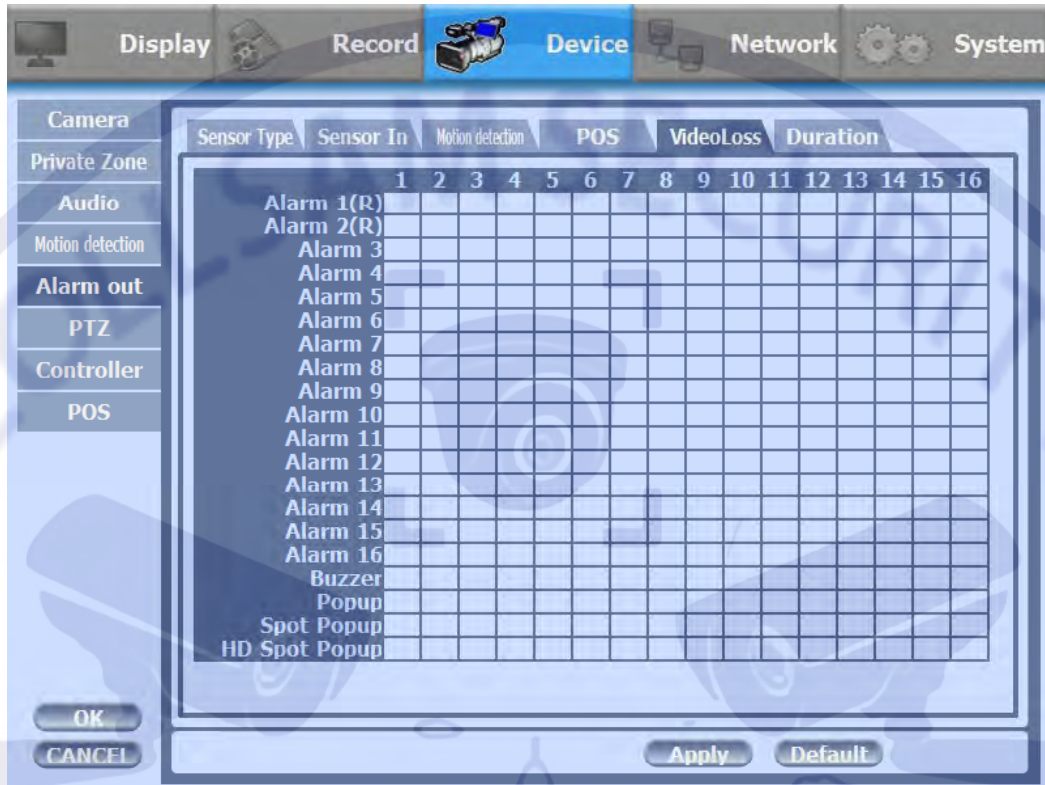 Display Record Device Network System
Camera
Private Zone
Audio
Motion detection
Alarm out
PTZ
Controller
POS
OK
CANCEL
Sensor Type Sensor In Motion detection POS VideoLoss Duration
1 2 3 4 5 6 7 8 9 10 11 12 13 14 15 16
Alarm 1(R)
Alarm 2(R)
Alarm 3
Alarm 4
Alarm 5
Alarm 6
Alarm 7
Alarm 8
Alarm 9
Alarm 10
Alarm 11
Alarm 12
Alarm 13
Alarm 14
Alarm 15
Alarm 16
Buzzer
Popup
Spot Popup
HD Spot Popup
Apply Default